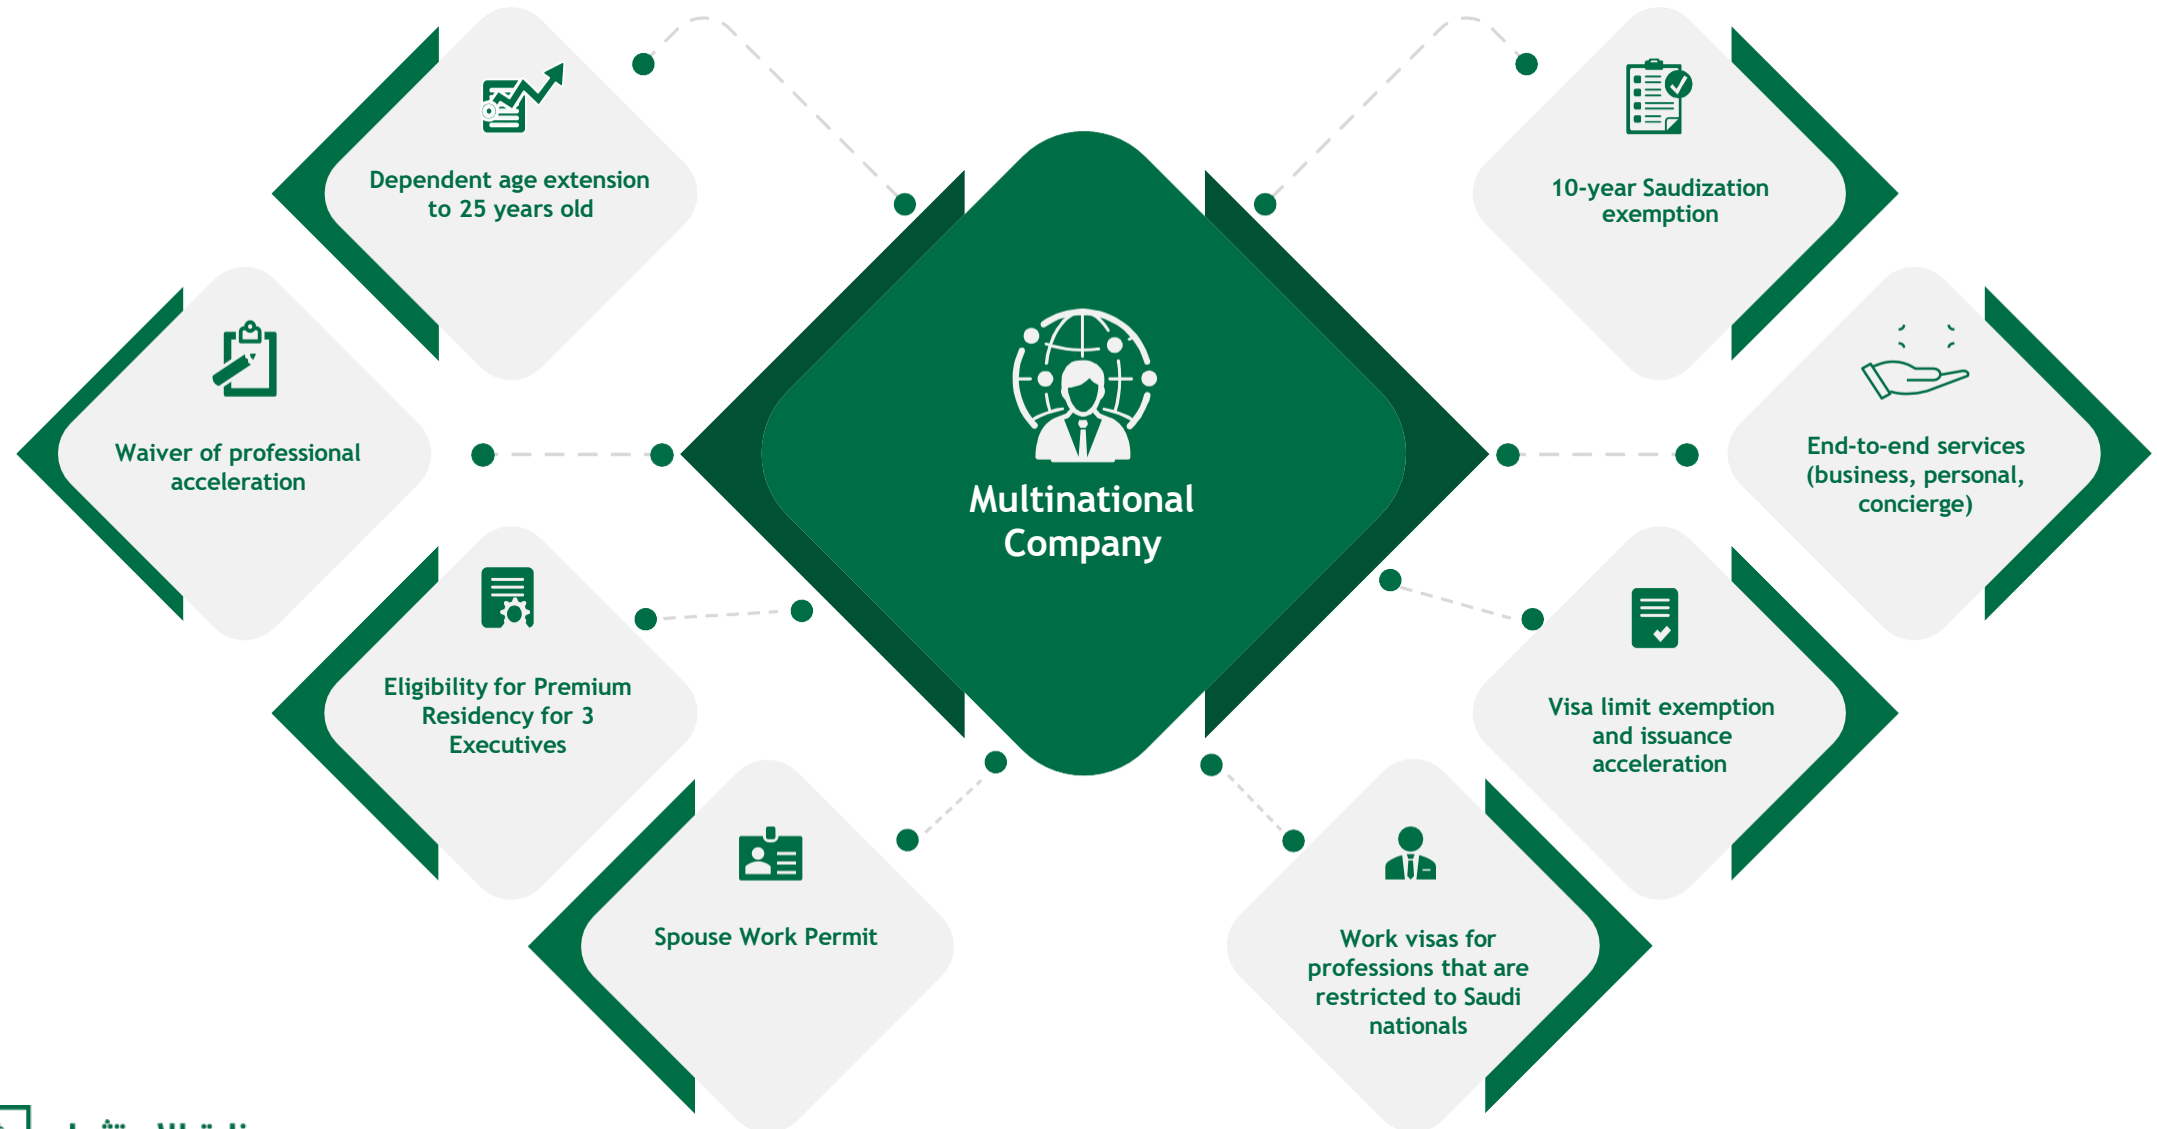 Dependent age extension
to 25 years old
10-year Saudization
exemption
Waiver of professional
acceleration
Multinational
Company
End-to-end services
(business, personal,
concierge)
Eligibility for Premium
Residency for 3
Executives
Visa limit exemption
and issuance
acceleration
Spouse Work Permit
Work visas for
professions that are
restricted to Saudi
nationals